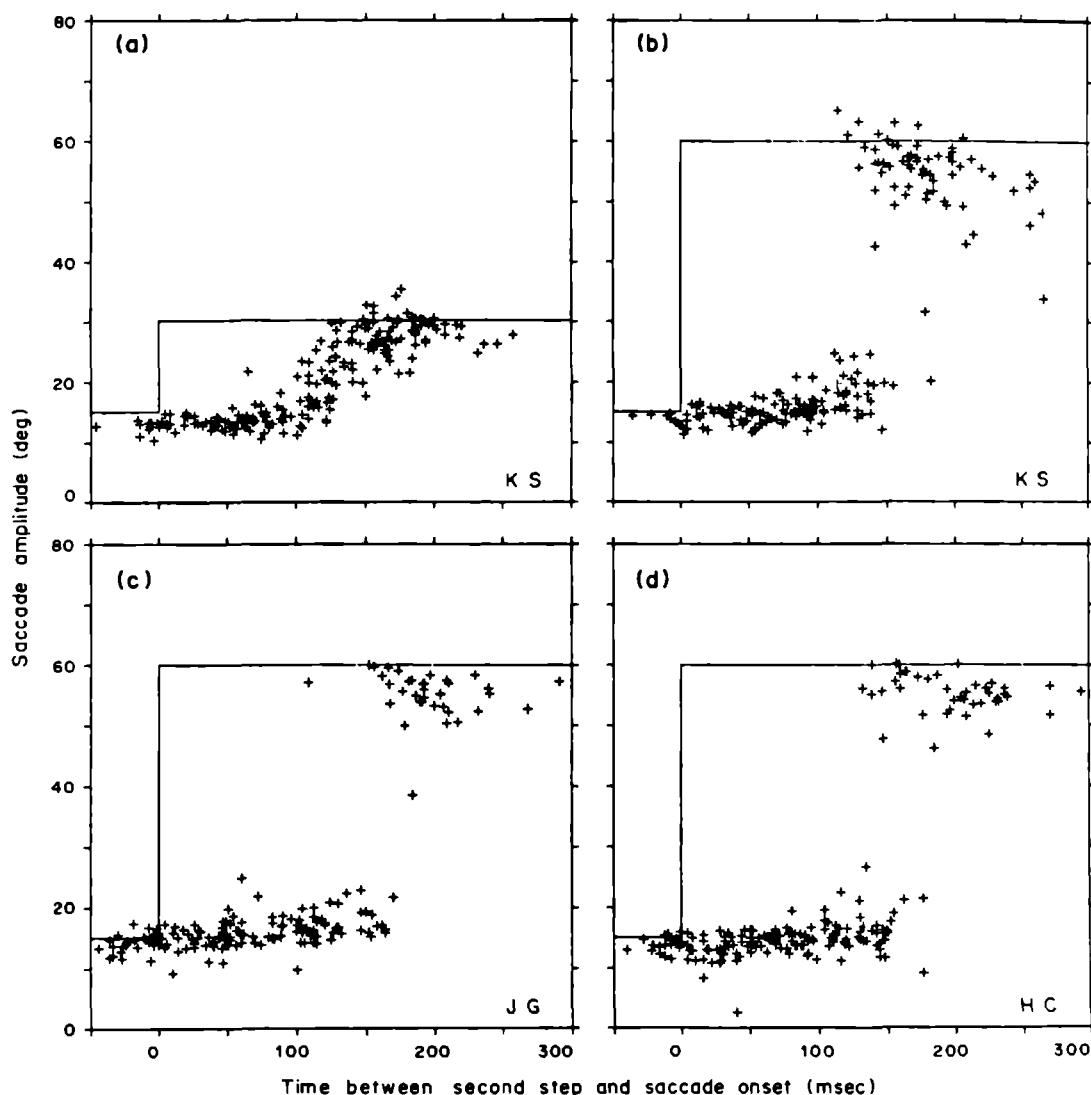 80
60
40
20
0
(a)
K S
(b)
K S
Saccade amplitude (deg)
80
60
40
20
0
(c)
J G
(d)
H C
0 100 200 300
0 100 200 300
Time between second step and saccade onset (msec)